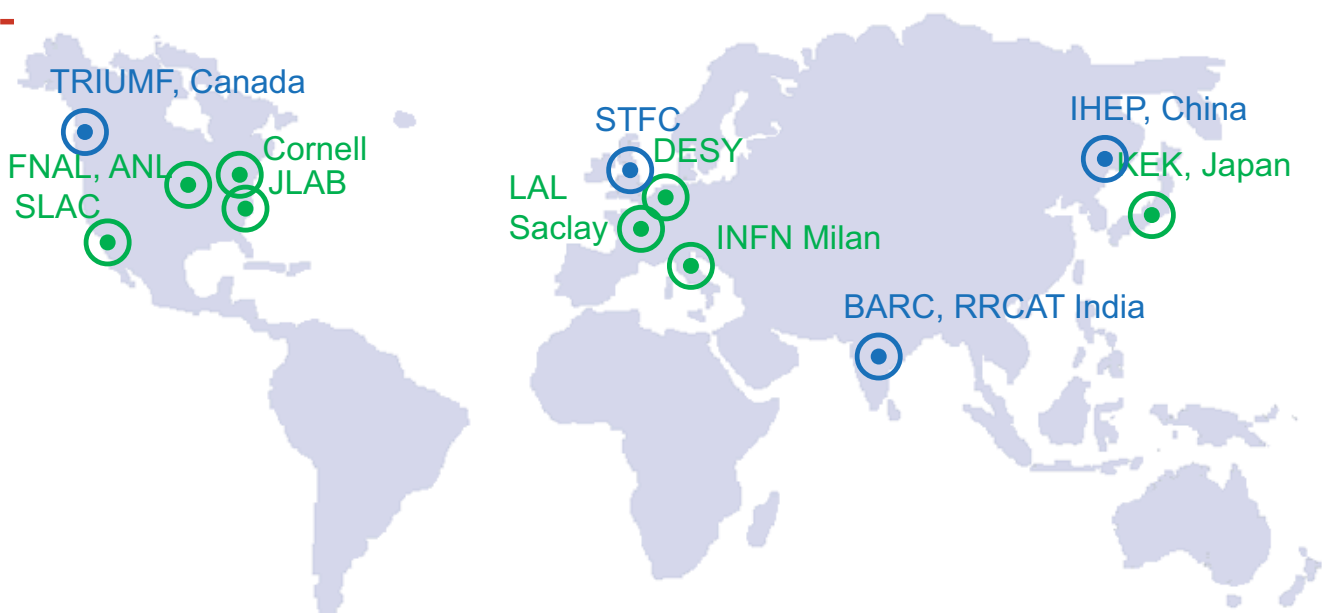 TRIUMF, Canada
FNAL, ANL
SLAC
Cornell
JLAB
STFC
DESY
LAL
Saclay
INFN Milan
IHEP, China
KEK, Japan
BARC, RRCAT India